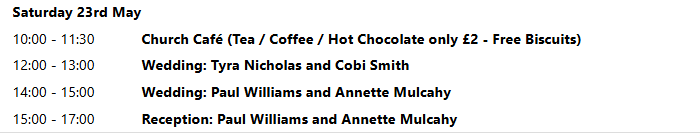 Saturday 23rd May
10:00 - 11:30 Church Café (Tea / Coffee / Hot Chocolate only £2 - Free Biscuits)
12:00 - 13:00 Wedding: Tyra Nicholas and Cobi Smith
14:00 - 15:00 Wedding: Paul Williams and Annette Mulcahy
15:00 - 17:00 Reception: Paul Williams and Annette Mulcahy